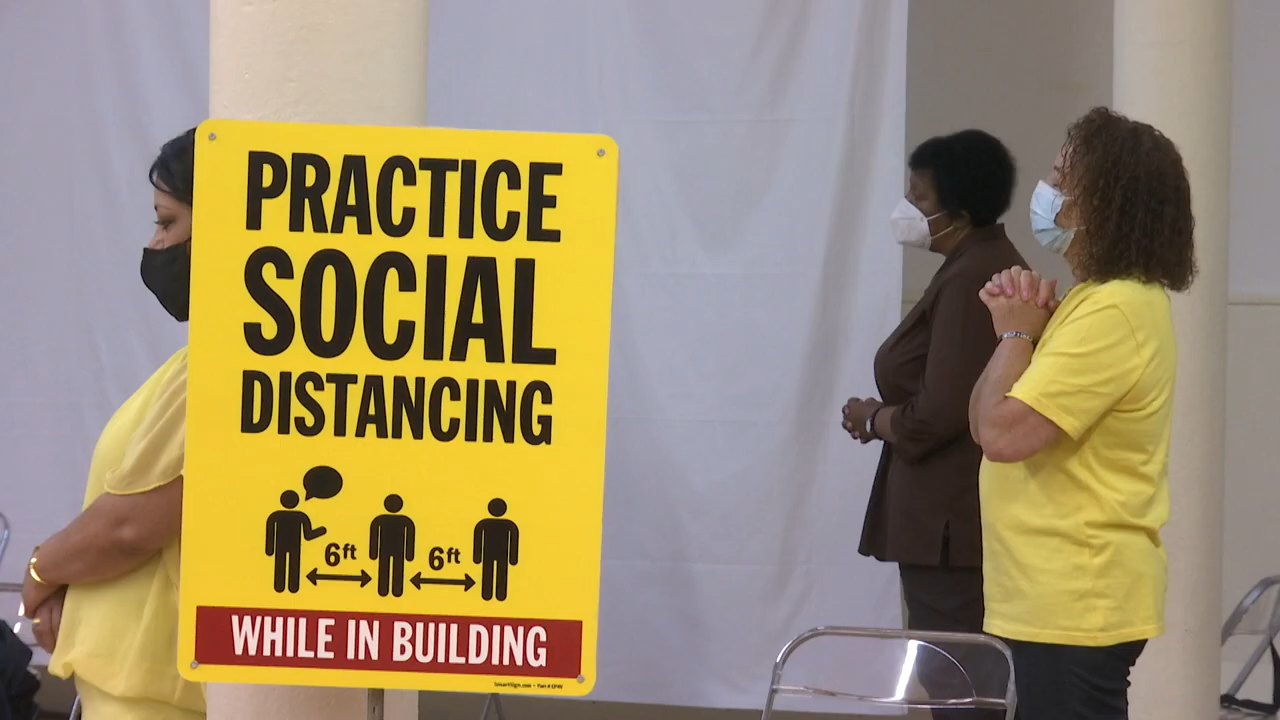 PRACTICE
SOCIAL
DISTANCING
6ft 6ft
WHILE IN BUILDING